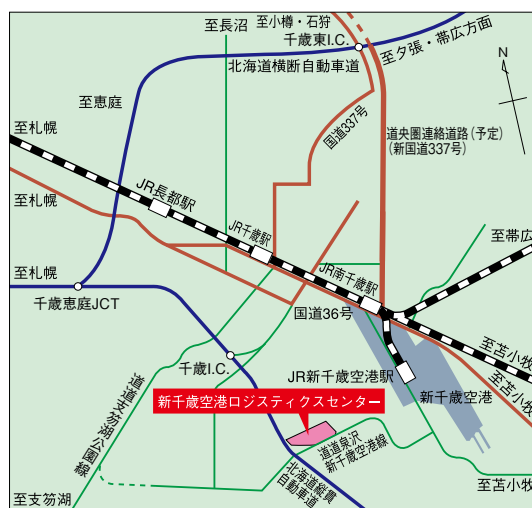 至長沼
至小樽・石狩
千歳東I.C.
至夕張・帯広方面
北海道横断自動車道
N
至恵庭
国道337号
道央圏連絡道路(予定)
(新国道337号)
至札幌
JR長都駅
至札幌
JR千歳駅
至帯広
至札幌
JR南千歳駅
千歳恵庭JCT
国道36号
至苫小牧
千歳I.C.
JR新千歳空港駅
至苫小牧
新千歳空港
新千歳空港ロジスティクスセンター
道道支笏湖
公園線
道道泉沢
新千歳空港線
北海道縦貫
自動車道
至支笏湖
至苫小牧